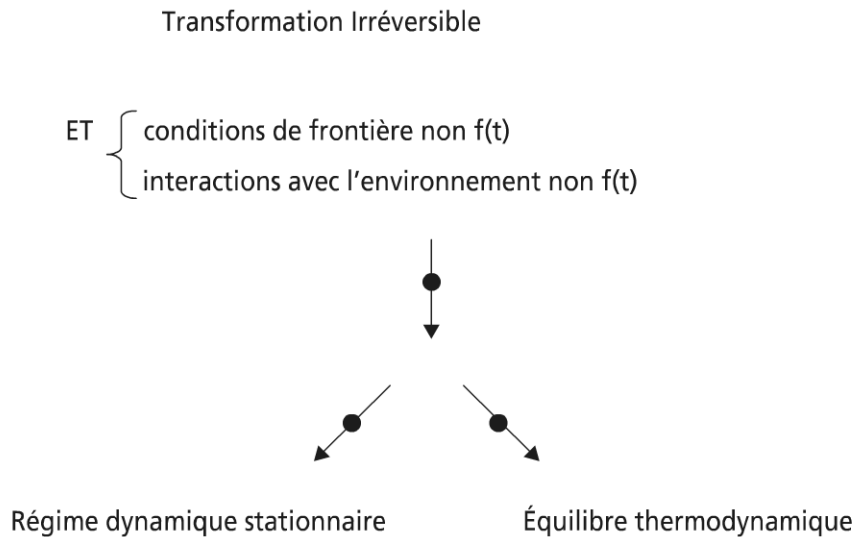 Transformation Irréversible
ET
conditions de frontière non f(t)
interactions avec l'environnement non f(t)
Régime dynamique stationnaire
Équilibre thermodynamique